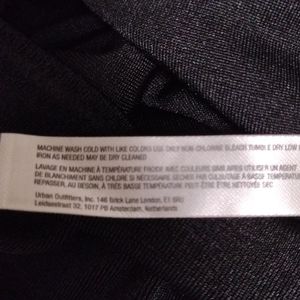 MACHINE WASH COLD WITH LIKE COLORS USE ONLY NON-CHLORINE BLEACH TUMBLE DRY LOW
IRON AS NEEDED MAY BE DRY CLEANED
LAVAGE EN MACHINE À TEMPÉRATURE FROIDE AVEC COULEURS SIMILAIRES UTILISER UN AGENT
DE BLANCHIMENT SANS CHLORE SI NÉCESSAIRE SÉCHER PAR CULBUTAGE À BASSE TEMPÉRATURE
REPASSER, AU BESOIN, À TRÈS BASSE TEMPÉRATURE PEUT ÊTRE NETTOYÉ SEC
Urban Outfitters, Inc. 146 Brick Lane London, E1 6RU
Leidsestraat 32, 1017 PB Amsterdam, Netherlands